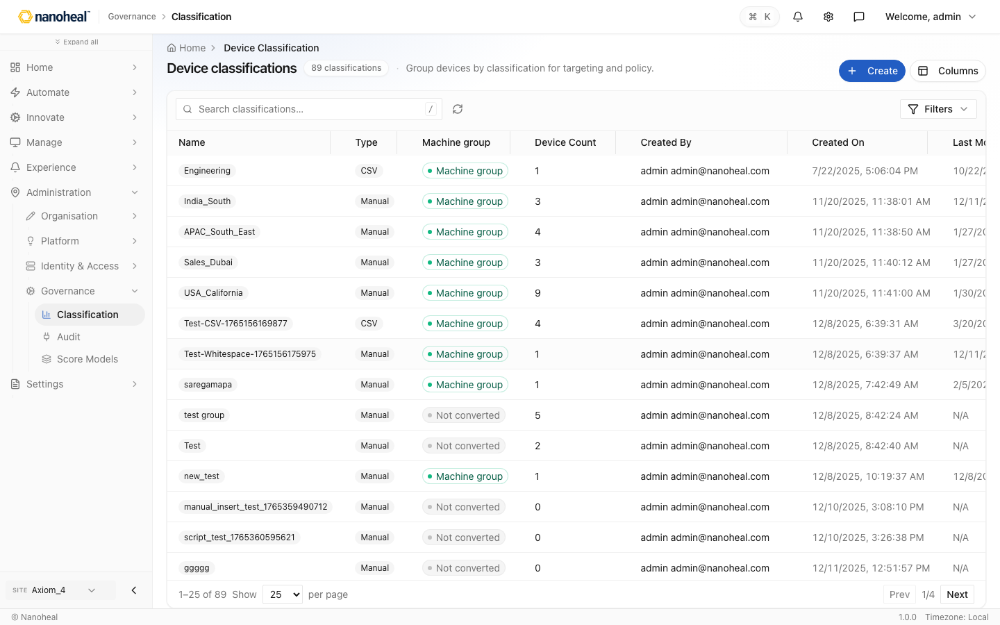 nanoheal™ Governance > Classification ⌘ K Welcome, admin
Expand all
Home
Automate
Innovate
Manage
Experience
Administration
Organisation
Platform
Identity & Access
Governance
Classification
Audit
Score Models
Settings
SITE Axiom_4
Home > Device Classification
Device classifications 89 classifications · Group devices by classification for targeting and policy.
+ Create Columns
Search classifications... / Filters
Name Type Machine group Device Count Created By Created On Last Mo
Engineering CSV Machine group 1 admin admin@nanoheal.com 7/22/2025, 5:06:04 PM 10/22/2
India_South Manual Machine group 3 admin admin@nanoheal.com 11/20/2025, 11:38:01 AM 12/11/2
APAC_South_East Manual Machine group 4 admin admin@nanoheal.com 11/20/2025, 11:38:50 AM 1/27/20
Sales_Dubai Manual Machine group 3 admin admin@nanoheal.com 11/20/2025, 11:40:12 AM 1/27/20
USA_California Manual Machine group 9 admin admin@nanoheal.com 11/20/2025, 11:41:00 AM 1/30/20
Test-CSV-1765156169877 CSV Machine group 4 admin admin@nanoheal.com 12/8/2025, 6:39:31 AM 3/20/20
Test-Whitespace-1765156175975 Manual Machine group 1 admin admin@nanoheal.com 12/8/2025, 6:39:37 AM 12/11/2
saregamapa Manual Machine group 1 admin admin@nanoheal.com 12/8/2025, 7:42:49 AM 2/5/202
test group Manual Not converted 5 admin admin@nanoheal.com 12/8/2025, 8:42:24 AM N/A
Test Manual Not converted 2 admin admin@nanoheal.com 12/8/2025, 8:42:40 AM N/A
new_test Manual Machine group 1 admin admin@nanoheal.com 12/8/2025, 10:19:37 AM 12/8/20
manual_insert_test_1765359490712 Manual Not converted 0 admin admin@nanoheal.com 12/10/2025, 3:08:10 PM N/A
script_test_1765360595621 Manual Not converted 0 admin admin@nanoheal.com 12/10/2025, 3:26:38 PM N/A
ggggg Manual Not converted 0 admin admin@nanoheal.com 12/11/2025, 12:51:57 PM N/A
1–25 of 89 Show 25 per page Prev 1/4 Next
© Nanoheal 1.0.0 Timezone: Local